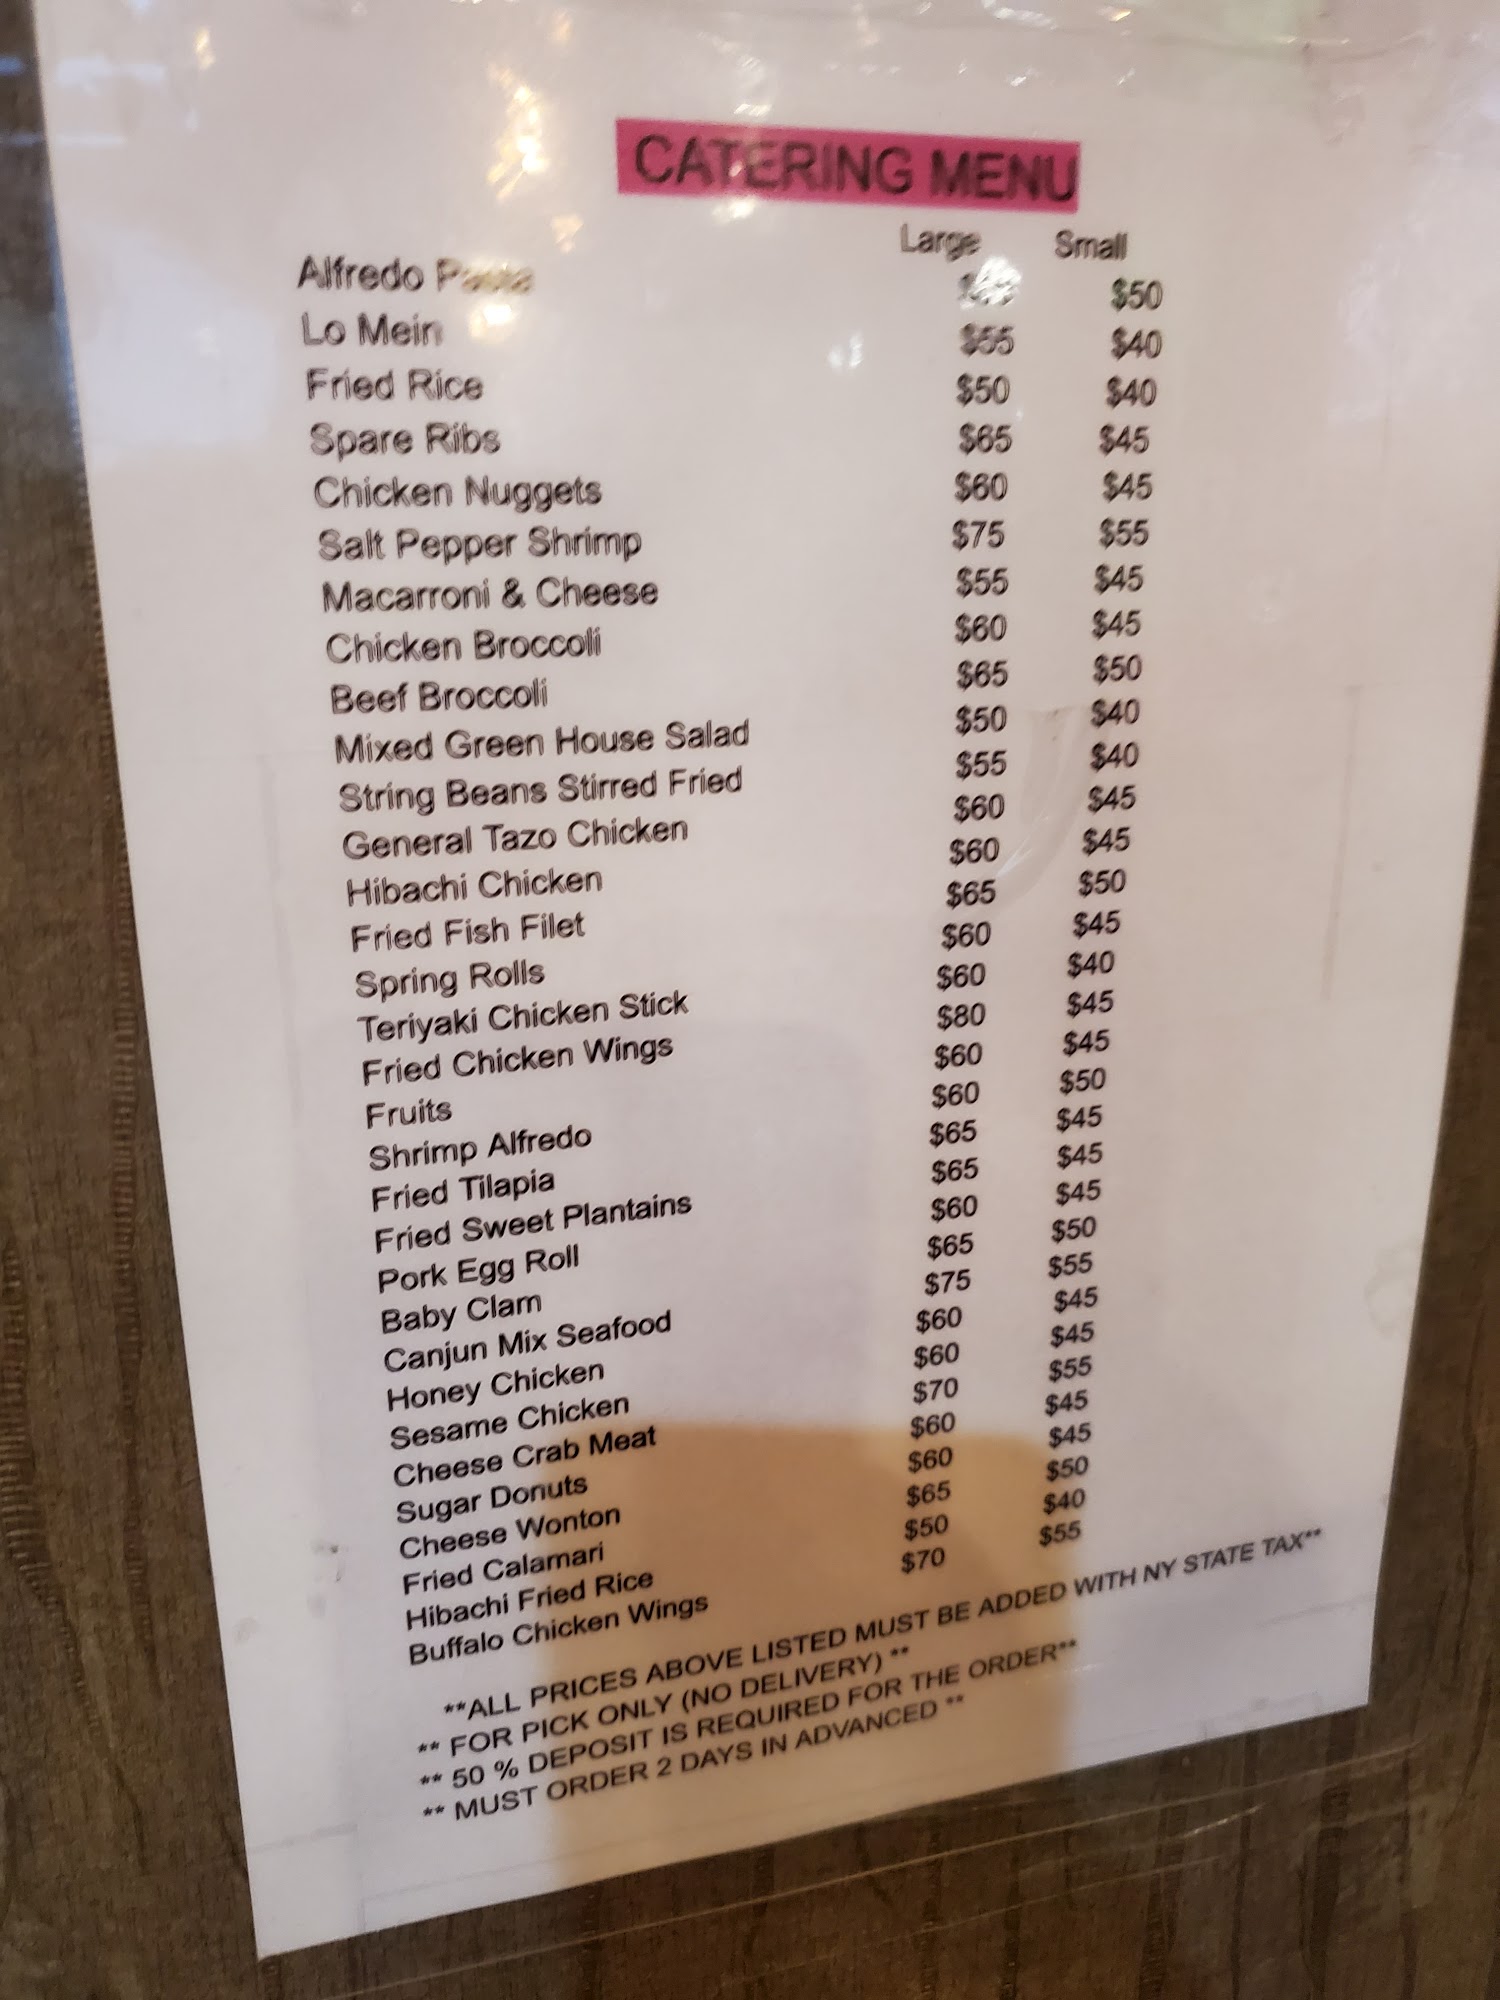 CATERING MENU
Large Small
Alfredo Pasta $50
Lo Mein $55 $40
Fried Rice $50 $40
Spare Ribs $65 $45
Chicken Nuggets $60 $45
Salt Pepper Shrimp $75 $55
Macarroni & Cheese $55 $45
Chicken Broccoli $60 $45
Beef Broccoli $65 $50
Mixed Green House Salad $50 $40
String Beans Stirred Fried $55 $40
General Tazo Chicken $60 $45
Hibachi Chicken $60 $45
Fried Fish Filet $65 $50
Spring Rolls $60 $45
Teriyaki Chicken Stick $60 $40
Fried Chicken Wings $80 $45
Fruits $60 $45
Shrimp Alfredo $60 $50
Fried Tilapia $65 $45
Fried Sweet Plantains $65 $45
Pork Egg Roll $60 $45
Baby Clam $65 $50
Canjun Mix Seafood $75 $55
Honey Chicken $60 $45
Sesame Chicken $60 $45
Cheese Crab Meat $70 $55
Sugar Donuts $60 $45
Cheese Wonton $60 $45
Fried Calamari $65 $50
Hibachi Fried Rice $50 $40
Buffalo Chicken Wings $70 $55
**ALL PRICES ABOVE LISTED MUST BE ADDED WITH NY STATE TAX**
** FOR PICK ONLY (NO DELIVERY) **
** 50 % DEPOSIT IS REQUIRED FOR THE ORDER**
** MUST ORDER 2 DAYS IN ADVANCED **